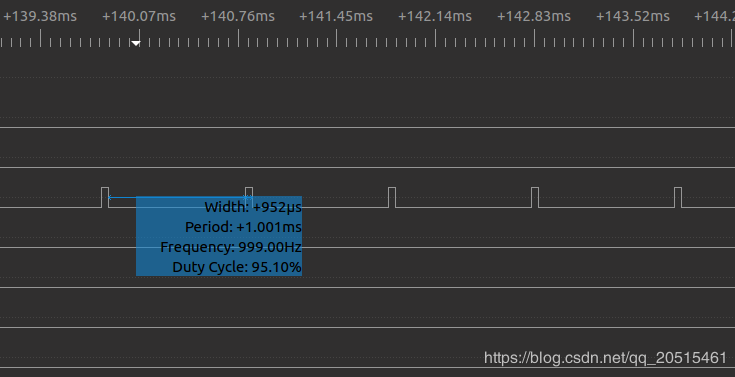 +139.38ms +140.07ms +140.76ms +141.45ms +142.14ms +142.83ms +143.52ms +144.2
Width: +952µs
Period: +1.001ms
Frequency: 999.00Hz
Duty Cycle: 95.10%
https://blog.csdn.net/qq_20515461